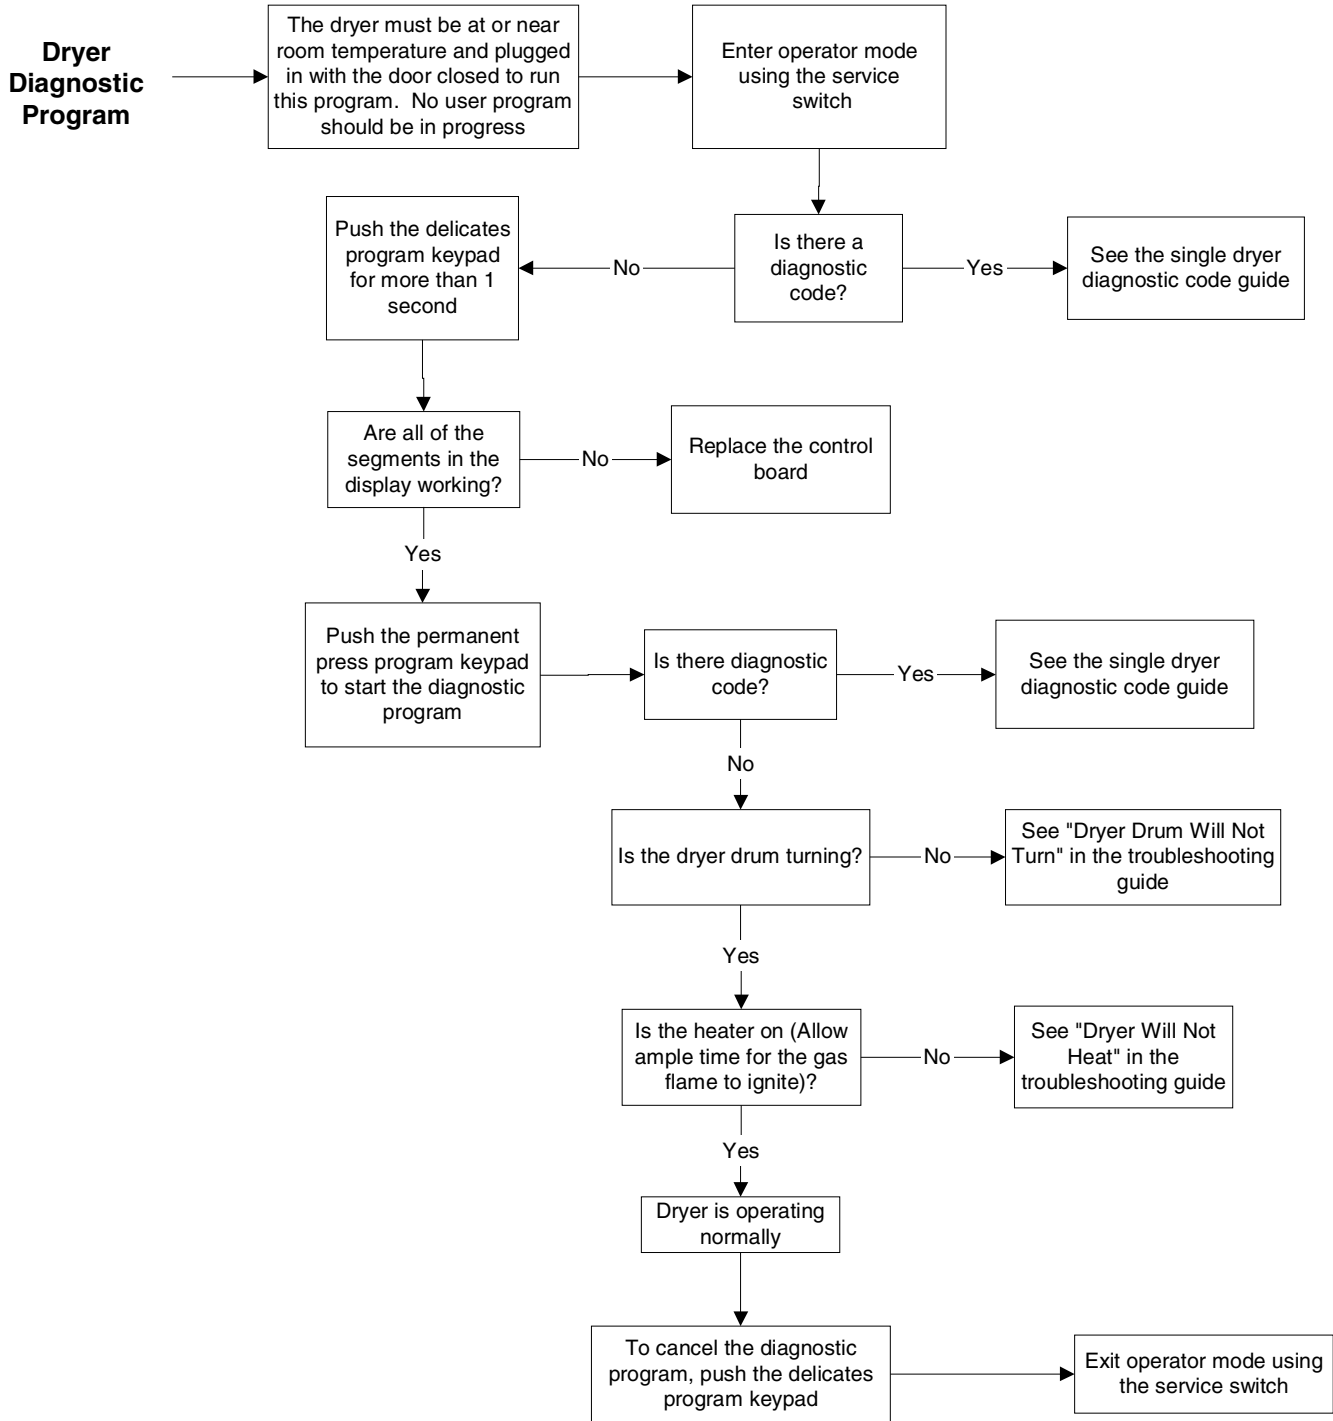 Dryer
Diagnostic
Program
The dryer must be at or near
room temperature and plugged
in with the door closed to run
this program.  No user program
should be in progress
Enter operator mode
using the service
switch
Push the delicates
program keypad
for more than 1
second
No
Is there a
diagnostic
code?
Yes
See the single dryer
diagnostic code guide
Are all of the
segments in the
display working?
No
Replace the control
board
Yes
Push the permanent
press program keypad
to start the diagnostic
program
Is there diagnostic
code?
Yes
See the single dryer
diagnostic code guide
No
Is the dryer drum turning?
No
See "Dryer Drum Will Not
Turn" in the troubleshooting
guide
Yes
Is the heater on (Allow
ample time for the gas
flame to ignite)?
No
See "Dryer Will Not
Heat" in the
troubleshooting guide
Yes
Dryer is operating
normally
To cancel the diagnostic
program, push the delicates
program keypad
Exit operator mode using
the service switch